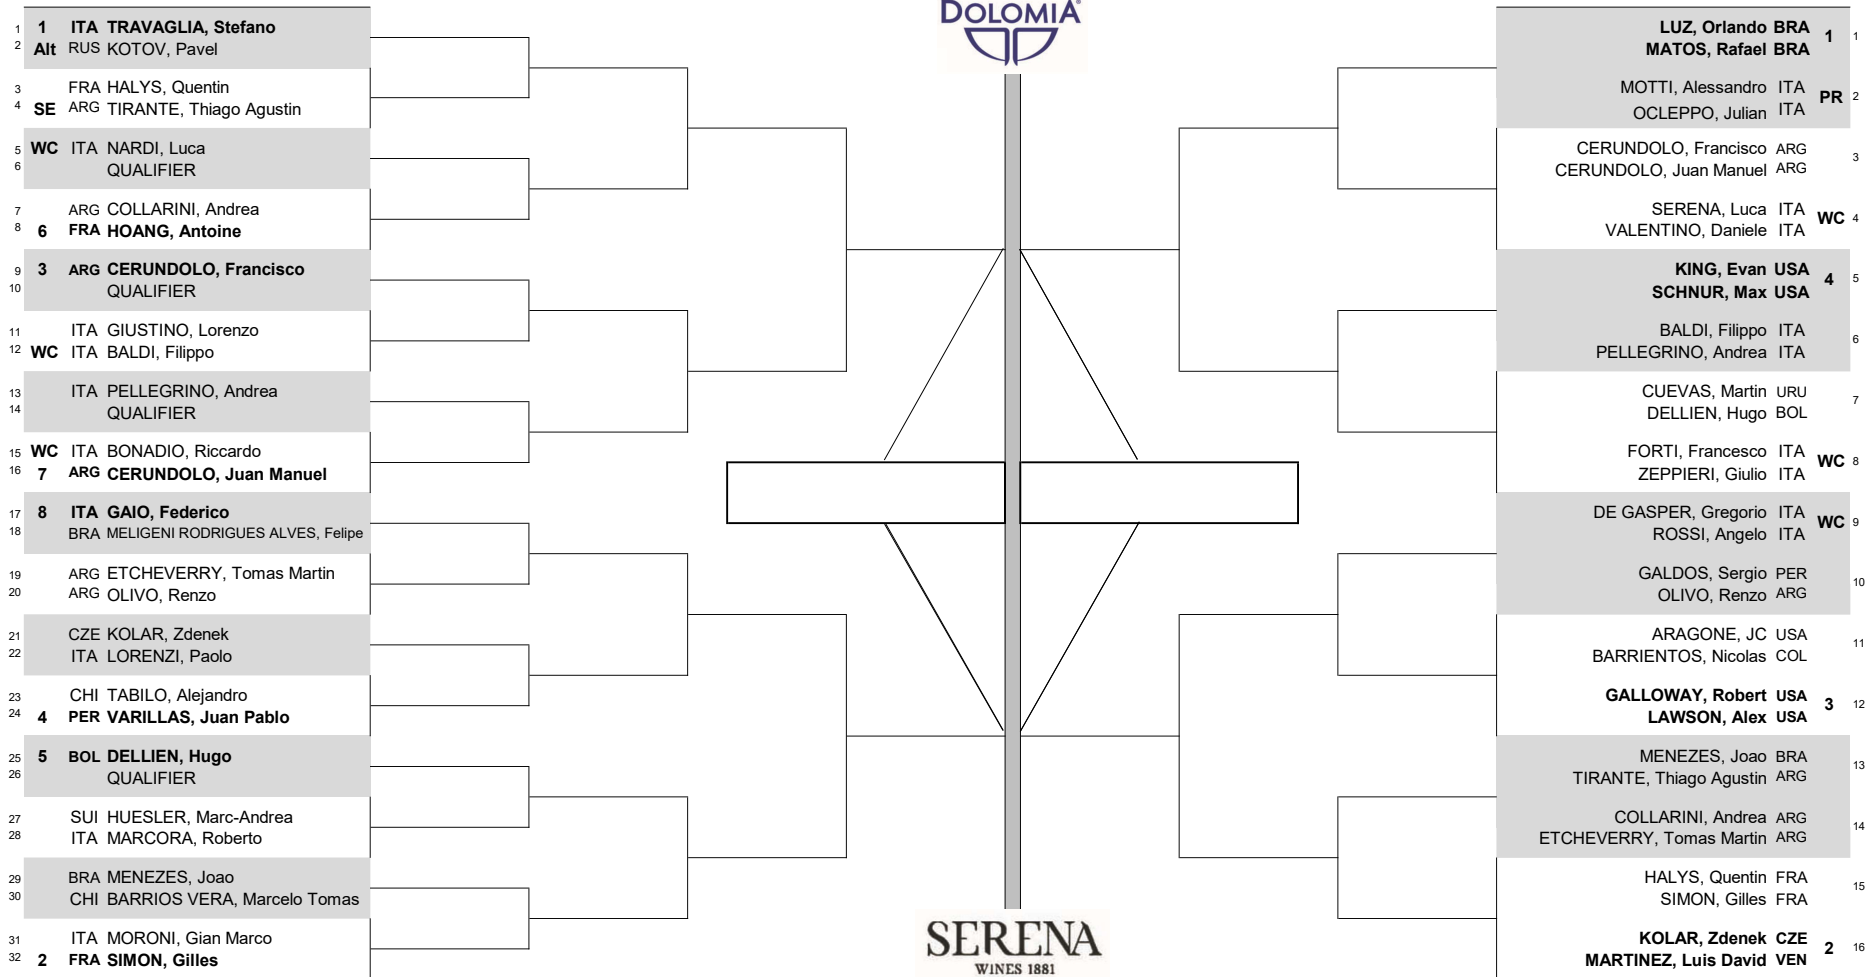 DOLOMIA
1 1 ITA TRAVAGLIA, Stefano
2 Alt RUS KOTOV, Pavel
3 FRA HALYS, Quentin
4 SE ARG TIRANTE, Thiago Agustin
5 WC ITA NARDI, Luca
6 QUALIFIER
7 ARG COLLARINI, Andrea
8 6 FRA HOANG, Antoine
9 3 ARG CERUNDOLO, Francisco
10 QUALIFIER
11 ITA GIUSTINO, Lorenzo
12 WC ITA BALDI, Filippo
13 ITA PELLEGRINO, Andrea
14 QUALIFIER
15 WC ITA BONADIO, Riccardo
16 7 ARG CERUNDOLO, Juan Manuel
17 8 ITA GAIO, Federico
18 BRA MELIGENI RODRIGUES ALVES, Felipe
19 ARG ETCHEVERRY, Tomas Martin
20 ARG OLIVO, Renzo
21 CZE KOLAR, Zdenek
22 ITA LORENZI, Paolo
23 CHI TABILO, Alejandro
24 4 PER VARILLAS, Juan Pablo
25 5 BOL DELLIEN, Hugo
26 QUALIFIER
27 SUI HUESLER, Marc-Andrea
28 ITA MARCORA, Roberto
29 BRA MENEZES, Joao
30 CHI BARRIOS VERA, Marcelo Tomas
31 ITA MORONI, Gian Marco
32 2 FRA SIMON, Gilles
LUZ, Orlando BRA 1 1
MATOS, Rafael BRA
MOTTI, Alessandro ITA PR 2
OCLEPPO, Julian ITA
CERUNDOLO, Francisco ARG 3
CERUNDOLO, Juan Manuel ARG
SERENA, Luca ITA WC 4
VALENTINO, Daniele ITA
KING, Evan USA 4 5
SCHNUR, Max USA
BALDI, Filippo ITA 6
PELLEGRINO, Andrea ITA
CUEVAS, Martin URU 7
DELLIEN, Hugo BOL
FORTI, Francesco ITA WC 8
ZEPPIERI, Giulio ITA
DE GASPER, Gregorio ITA WC 9
ROSSI, Angelo ITA
GALDOS, Sergio PER 10
OLIVO, Renzo ARG
ARAGONE, JC USA 11
BARRIENTOS, Nicolas COL
GALLOWAY, Robert USA 3 12
LAWSON, Alex USA
MENEZES, Joao BRA 13
TIRANTE, Thiago Agustin ARG
COLLARINI, Andrea ARG 14
ETCHEVERRY, Tomas Martin ARG
HALYS, Quentin FRA 15
SIMON, Gilles FRA
KOLAR, Zdenek CZE 2 16
MARTINEZ, Luis David VEN
SERENA
WINES 1881